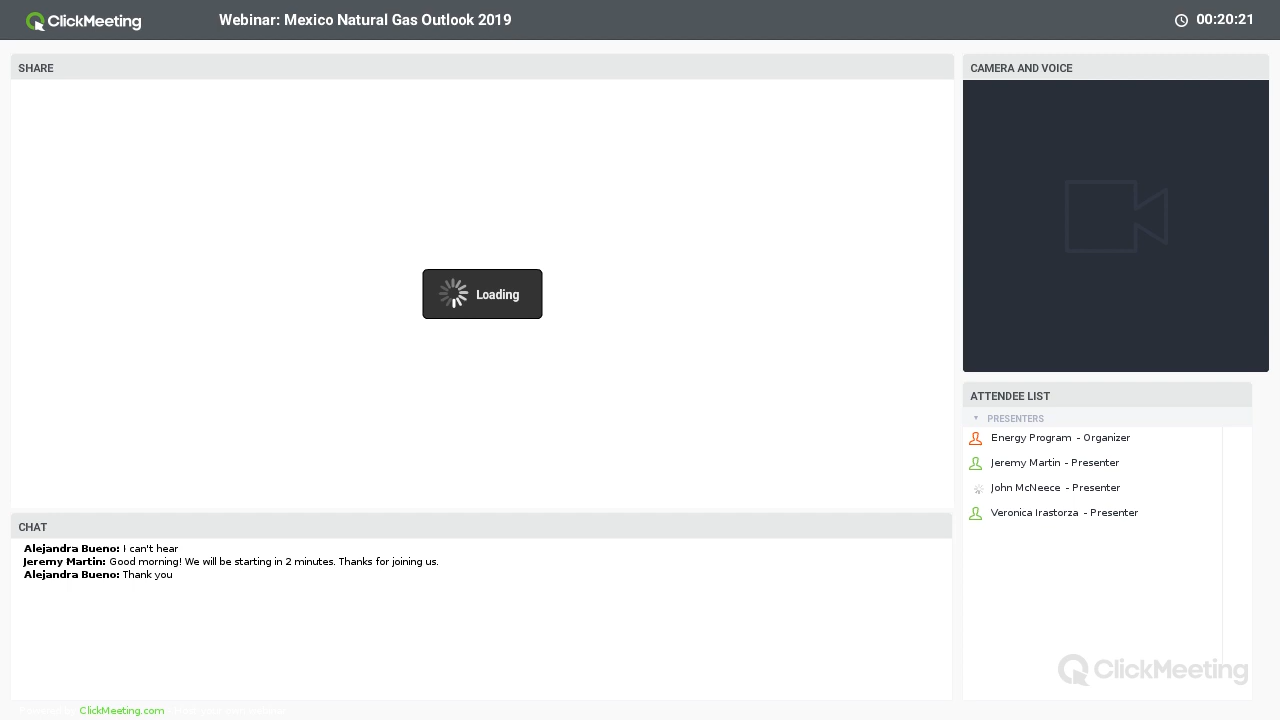 ClickMeeting
Webinar: Mexico Natural Gas Outlook 2019
00:20:21
SHARE
Loading
CAMERA AND VOICE
ATTENDEE LIST
PRESENTERS
Energy Program - Organizer
Jeremy Martin - Presenter
John McNeece - Presenter
Veronica Irastorza - Presenter
CHAT
Alejandra Bueno: I can't hear
Jeremy Martin: Good morning! We will be starting in 2 minutes. Thanks for joining us.
Alejandra Bueno: Thank you
ClickMeeting
ClickMeeting.com